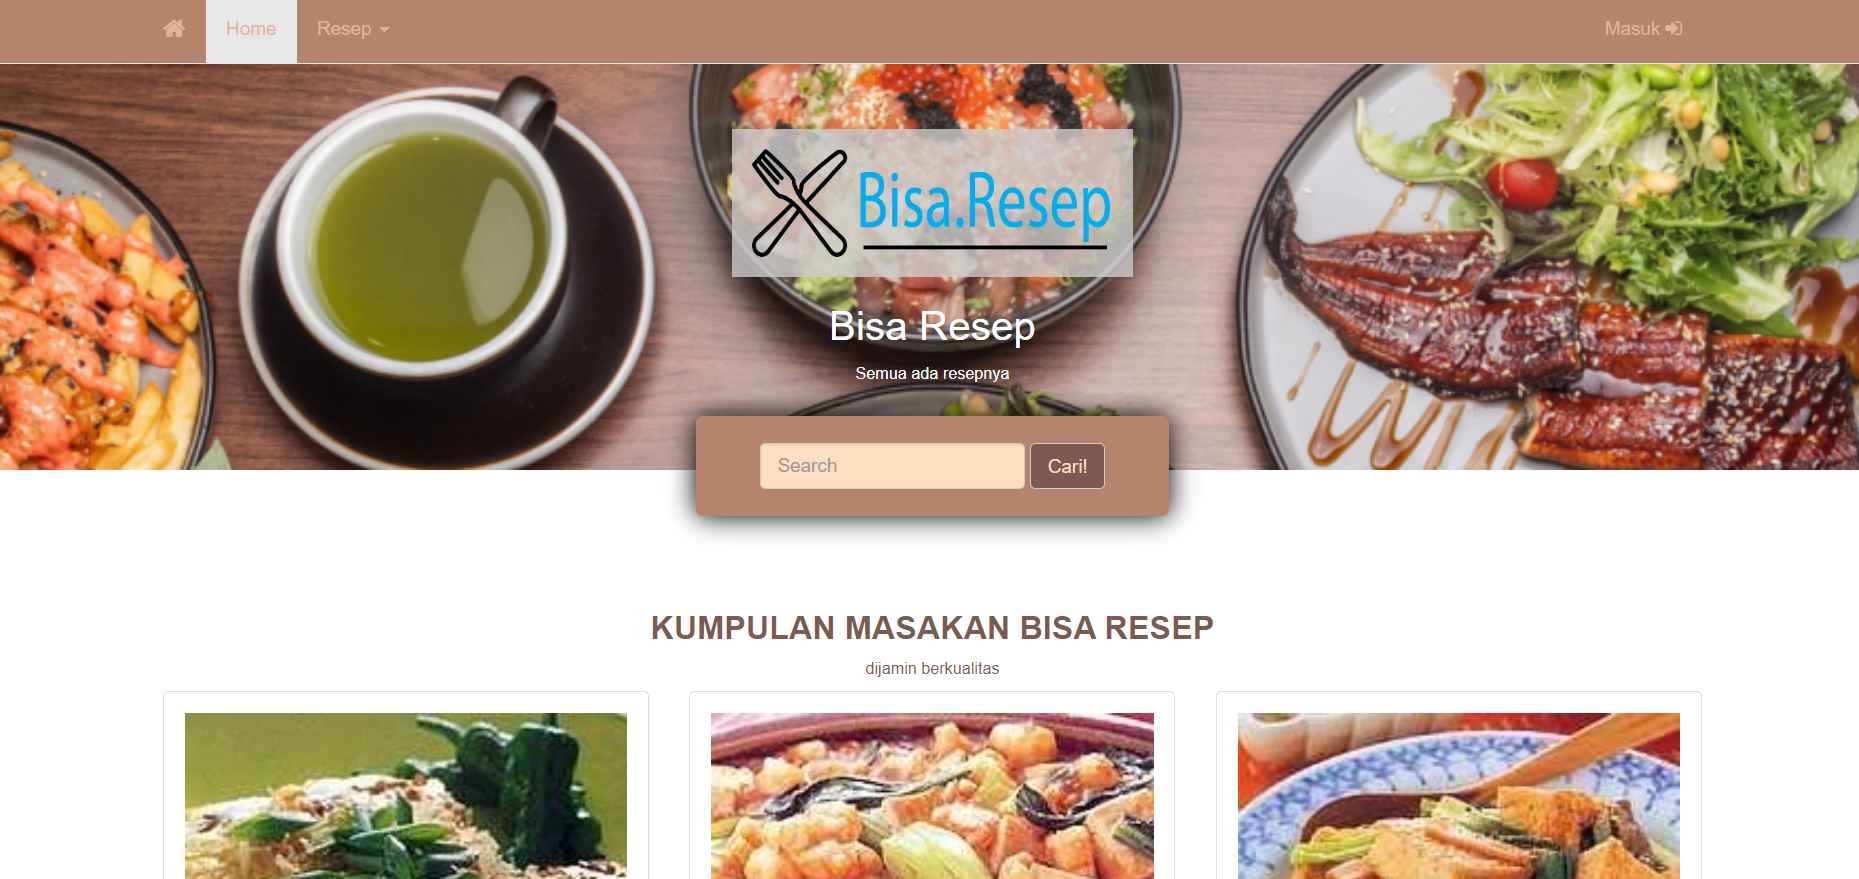 Home
Resep
Masuk
Bisa.Resep
Bisa Resep
Semua ada resepnya
Search
Cari!
KUMPULAN MASAKAN BISA RESEP
dijamin berkualitas